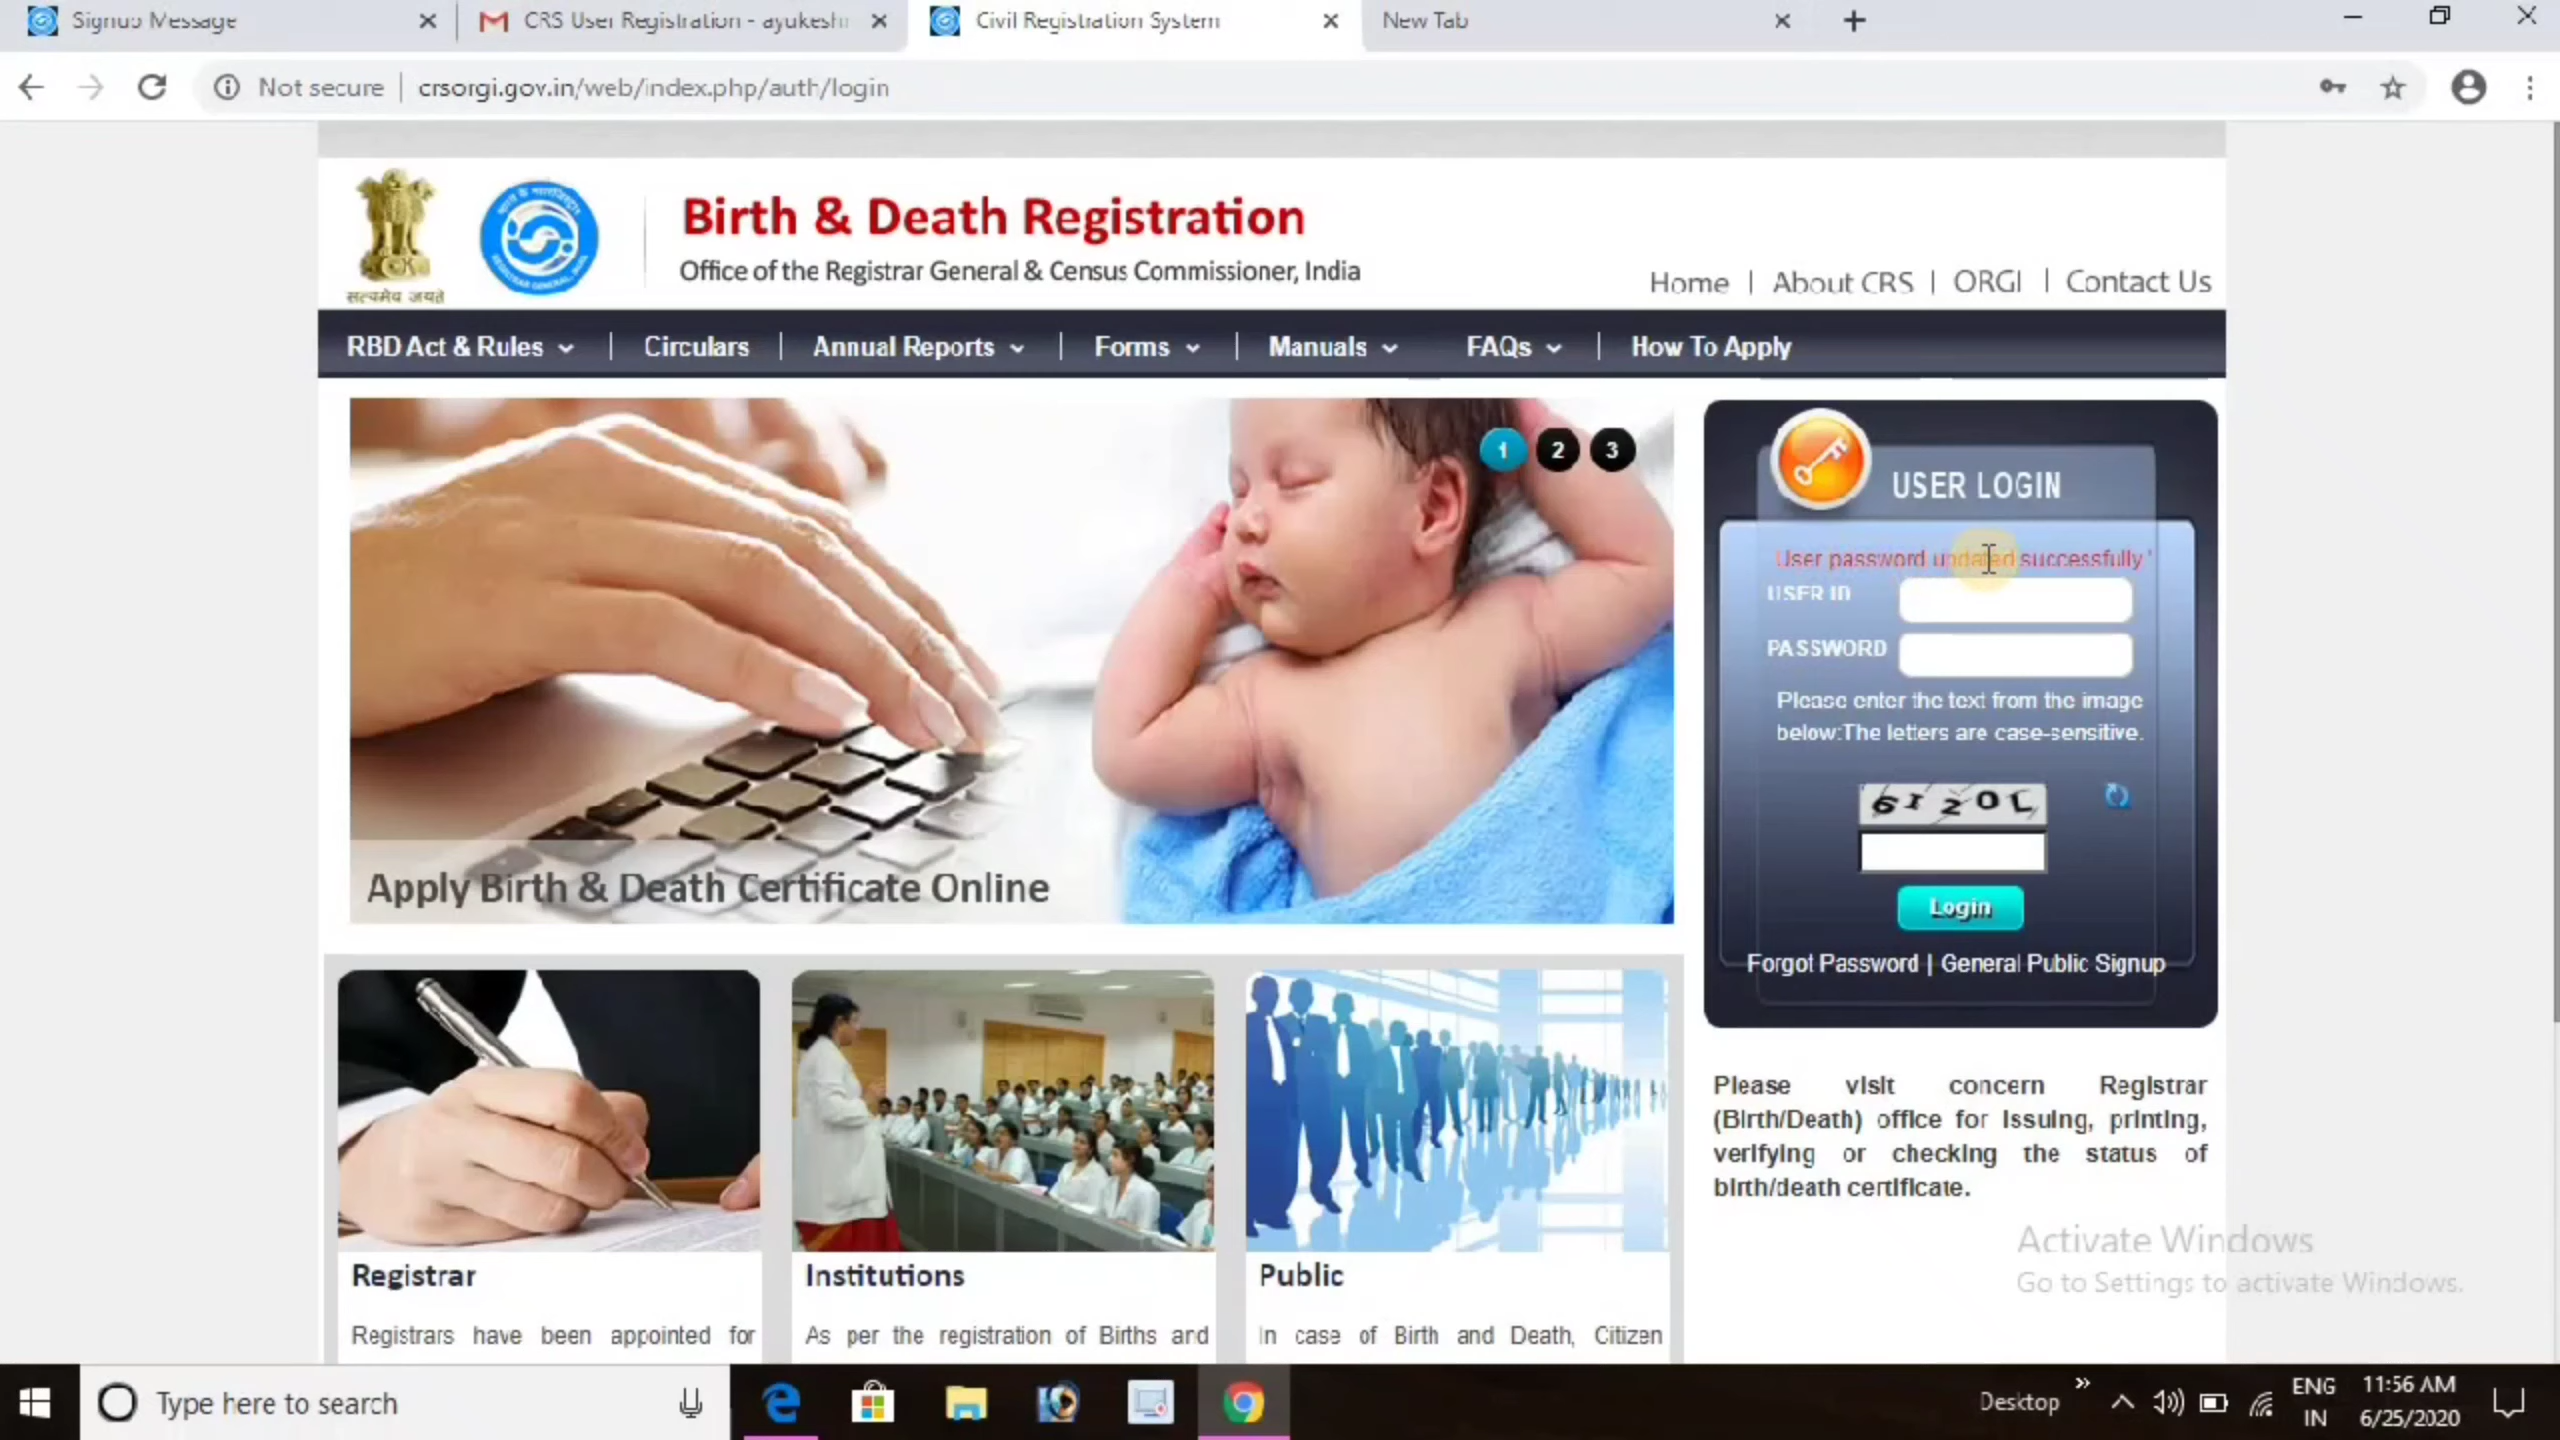 Signup Message
CRS User Registration - ayukeshr
Civil Registration System
New Tab
Not secure
crsorgi.gov.in/web/index.php/auth/login
सत्यमेव जयते
Birth & Death Registration
Office of the Registrar General & Census Commissioner, India
Home | About CRS | ORGI | Contact Us
RBD Act & Rules | Circulars | Annual Reports | Forms | Manuals FAQs | How To Apply
1 2 3
Apply Birth & Death Certificate Online
USER LOGIN
'User password updated successfully '
USER ID
PASSWORD
Please enter the text from the image
below:The letters are case-sensitive.
6I2OL
Login
Forgot Password | General Public Signup
Please visit concern Registrar
(Birth/Death) office for issuing, printing,
verifying or checking the status of
birth/death certificate.
Registrar
Registrars have been appointed for
Institutions
As per the registration of Births and
Public
In case of Birth and Death, Citizen
Activate Windows
Go to Settings to activate Windows.
Type here to search
Desktop
ENG
IN
11:56 AM
6/25/2020